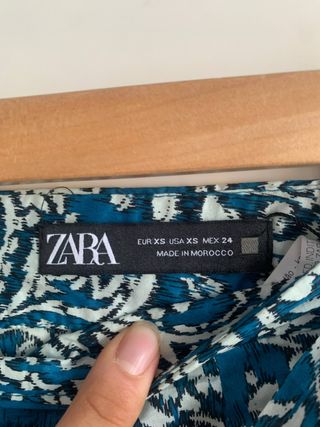 ZARA
EUR XS USA XS MEX 24
MADE IN MOROCCO